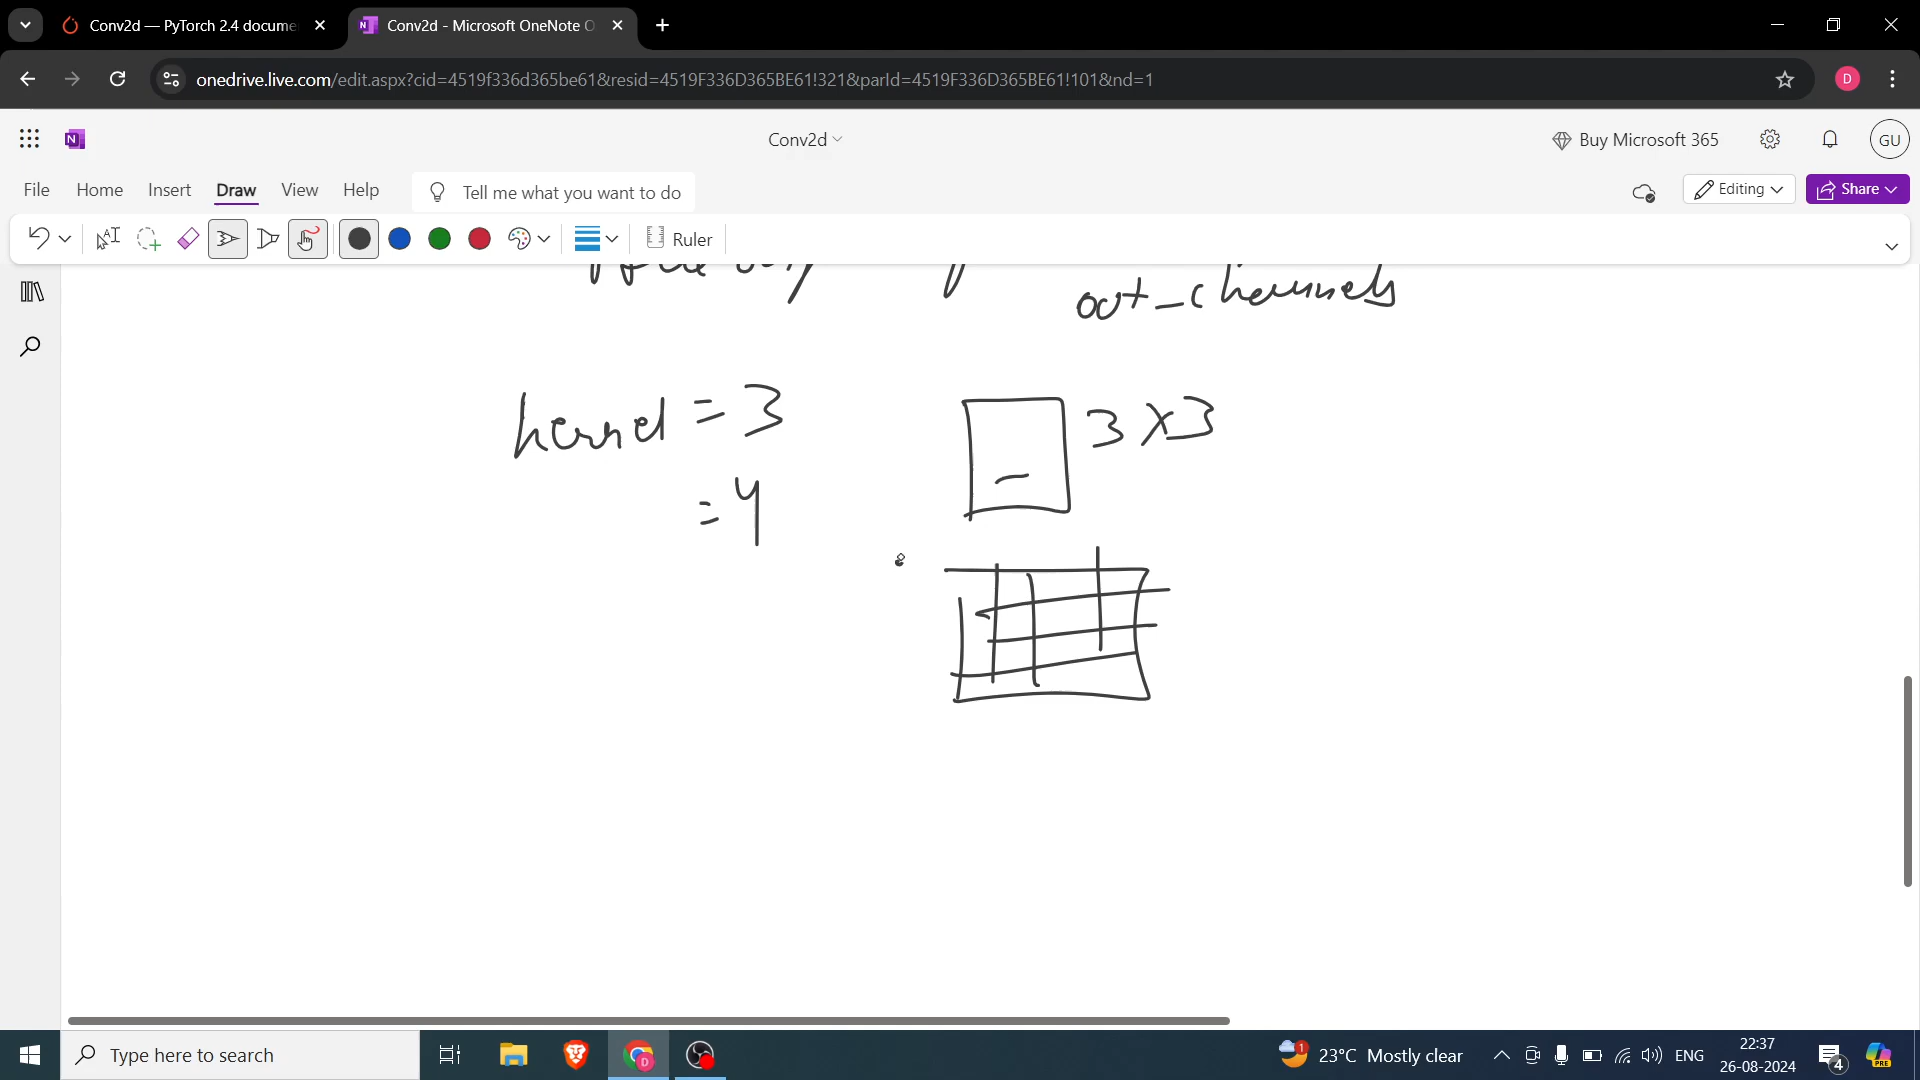 Conv2d — PyTorch 2.4 docume
Conv2d - Microsoft OneNote O
onedrive.live.com/edit.aspx?cid=4519f336d365be61&resid=4519F336D365BE61!321&parId=4519F336D365BE61!101&nd=1
D
N
Conv2d
Buy Microsoft 365
GU
File Home Insert Draw View Help
Tell me what you want to do
Editing
Share
Ruler
out_channels
kernel = 3
3 X 3
= 4
Type here to search
D
1
23°C Mostly clear
ENG
22:37
26-08-2024
4
PRE